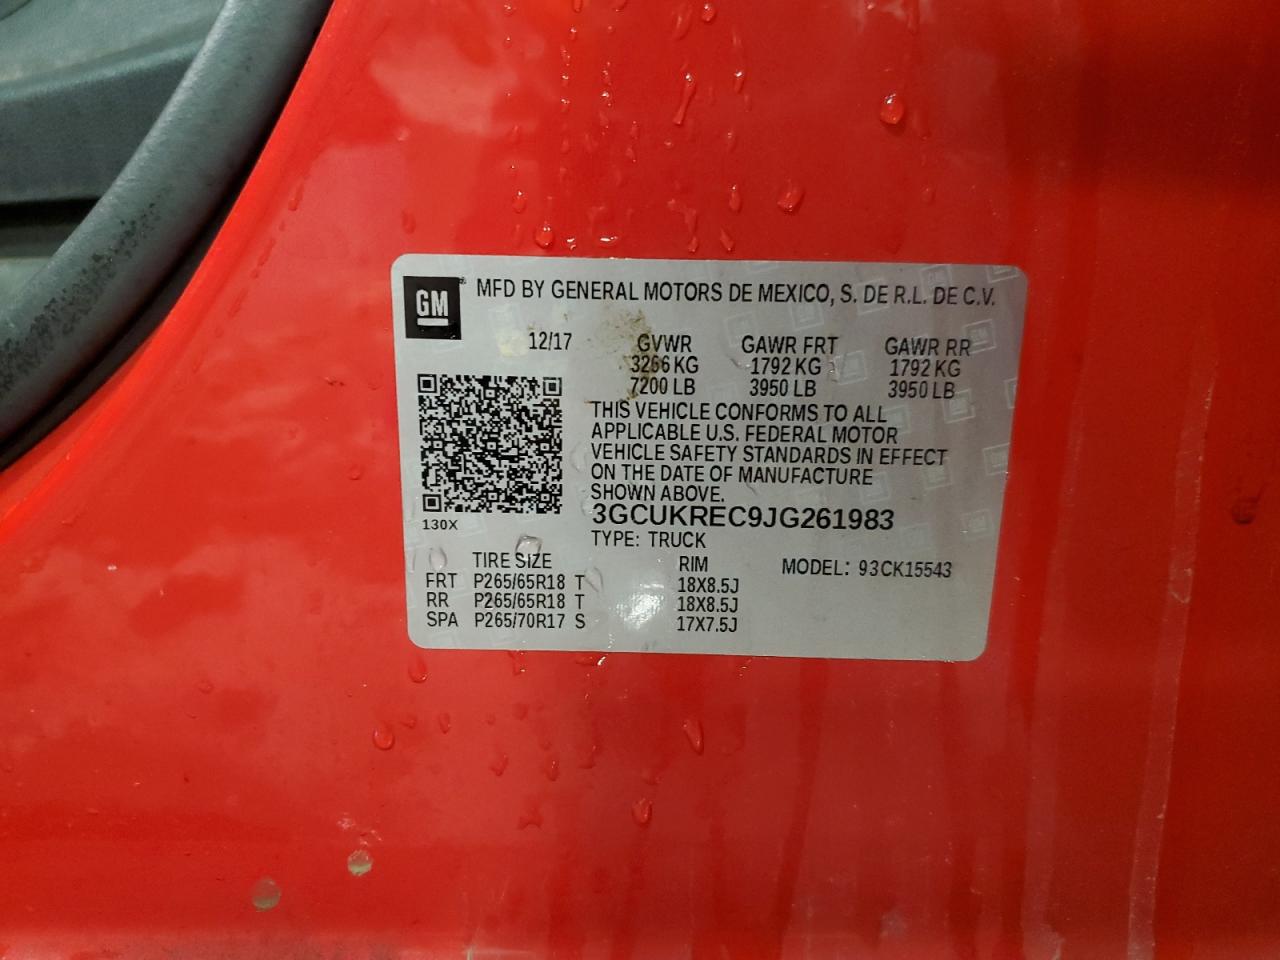 GM
MFD BY GENERAL MOTORS DE MEXICO, S. DE R.L. DE C.V.
12/17 GVWR GAWR FRT GAWR RR
3266 KG 1792 KG 1792 KG
7200 LB 3950 LB 3950 LB
THIS VEHICLE CONFORMS TO ALL
APPLICABLE U.S. FEDERAL MOTOR
VEHICLE SAFETY STANDARDS IN EFFECT
ON THE DATE OF MANUFACTURE
SHOWN ABOVE.
3GCUKREC9JG261983
130X
TYPE: TRUCK
TIRE SIZE RIM MODEL: 93CK15543
FRT P265/65R18 T 18X8.5J
RR P265/65R18 T 18X8.5J
SPA P265/70R17 S 17X7.5J